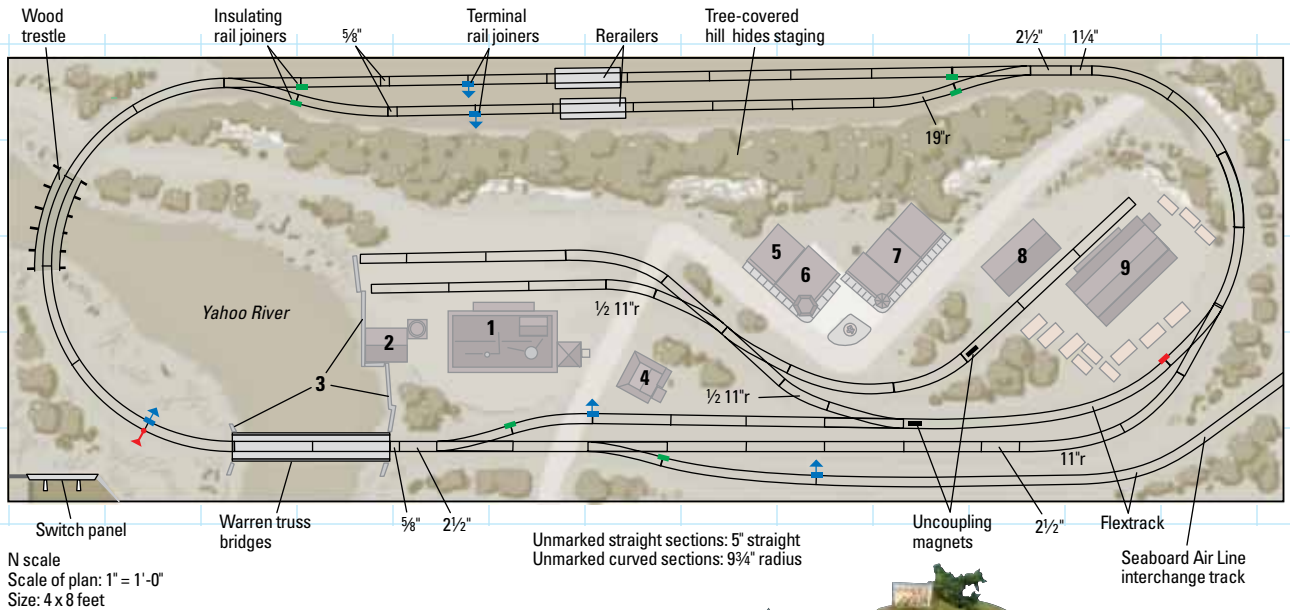 Wood
trestle
Insulating
rail joiners
⅝"
Terminal
rail joiners
Rerailers
Tree-covered
hill hides staging
2½"
1¼"
19"r
5
6
7
8
9
Yahoo River
1
2
½ 11"r
3
4
½ 11"r
11"r
Switch panel
Warren truss
bridges
⅝"
2½"
Unmarked straight sections: 5" straight
Unmarked curved sections: 9¾" radius
Uncoupling
magnets
2½"
Flextrack
Seaboard Air Line
interchange track
N scale
Scale of plan: 1" = 1'-0"
Size: 4 x 8 feet